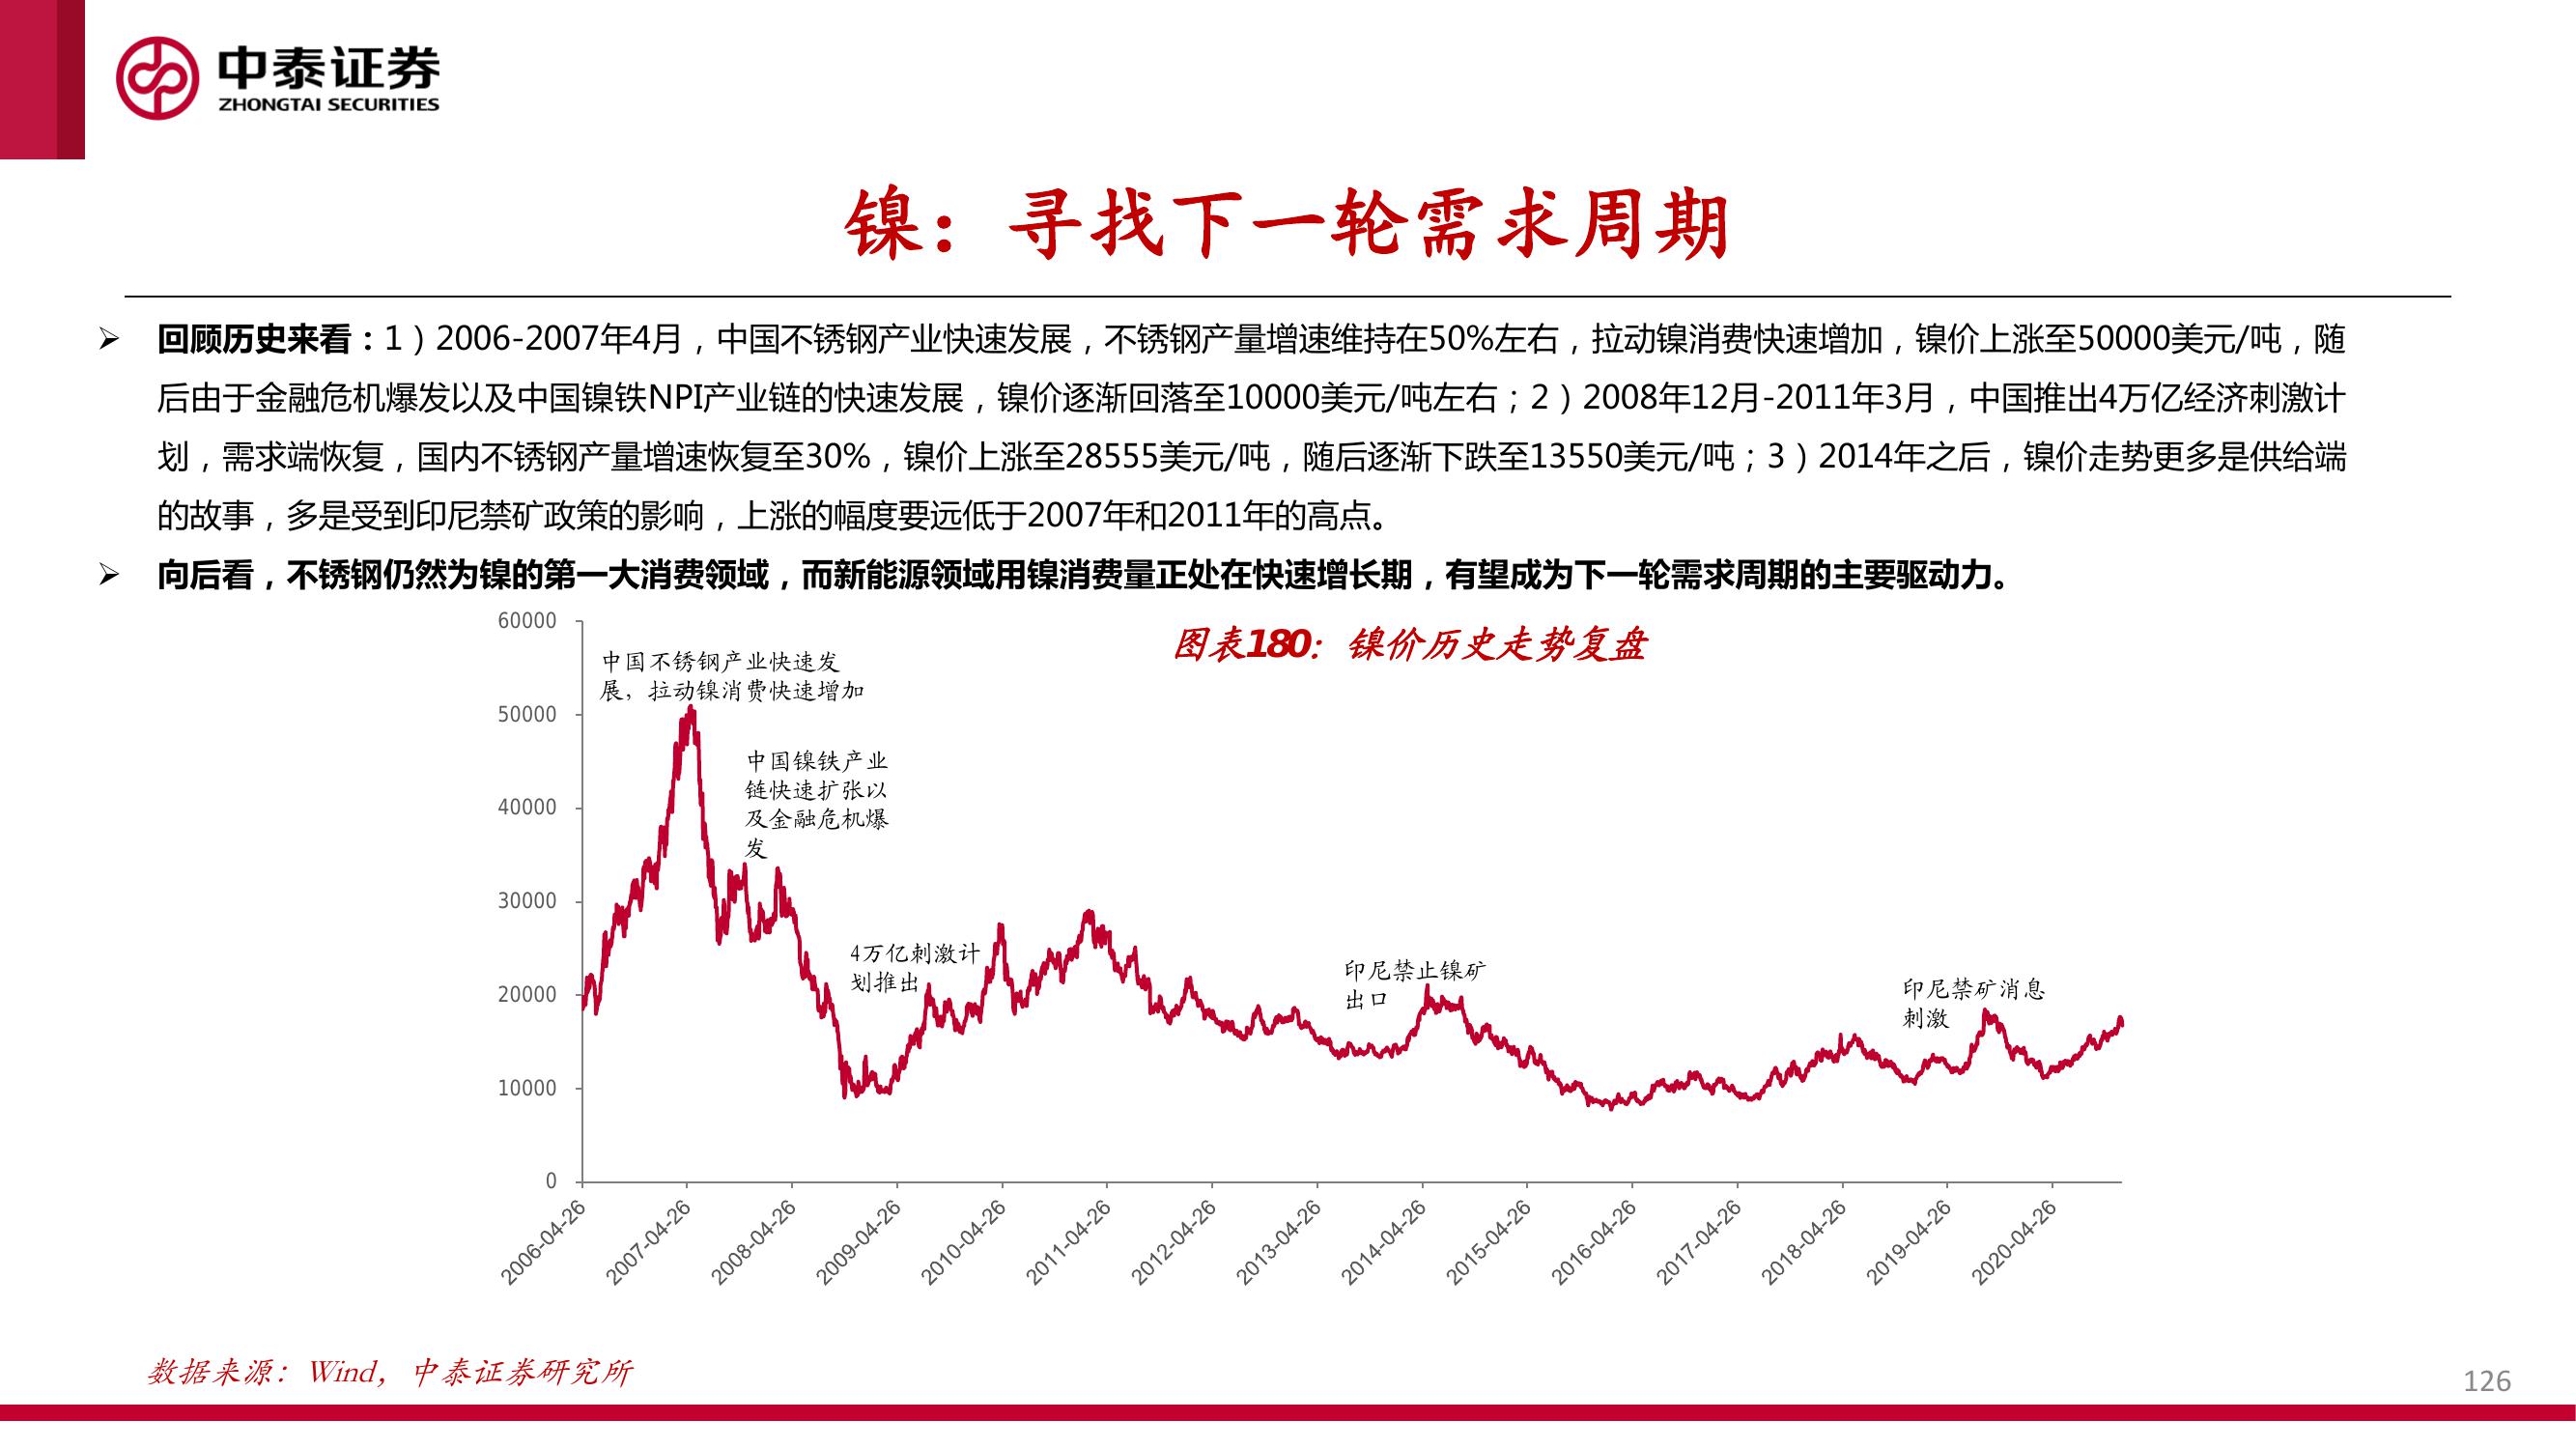 中泰证券
ZHONGTAI SECURITIES
镍：寻找下一轮需求周期
➢ 回顾历史来看：1）2006-2007年4月，中国不锈钢产业快速发展，不锈钢产量增速维持在50%左右，拉动镍消费快速增加，镍价上涨至50000美元/吨，随
后由于金融危机爆发以及中国镍铁NPI产业链的快速发展，镍价逐渐回落至10000美元/吨左右；2）2008年12月-2011年3月，中国推出4万亿经济刺激计
划，需求端恢复，国内不锈钢产量增速恢复至30%，镍价上涨至28555美元/吨，随后逐渐下跌至13550美元/吨；3）2014年之后，镍价走势更多是供给端
的故事，多是受到印尼禁矿政策的影响，上涨的幅度要远低于2007年和2011年的高点。
➢ 向后看，不锈钢仍然为镍的第一大消费领域，而新能源领域用镍消费量正处在快速增长期，有望成为下一轮需求周期的主要驱动力。
图表180：镍价历史走势复盘
60000
50000
40000
30000
20000
10000
0
中国不锈钢产业快速发
展，拉动镍消费快速增加
中国镍铁产业
链快速扩张以
及金融危机爆
发
4万亿刺激计
划推出
印尼禁止镍矿
出口
印尼禁矿消息
刺激
2006-04-26
2007-04-26
2008-04-26
2009-04-26
2010-04-26
2011-04-26
2012-04-26
2013-04-26
2014-04-26
2015-04-26
2016-04-26
2017-04-26
2018-04-26
2019-04-26
2020-04-26
数据来源：Wind，中泰证券研究所
126